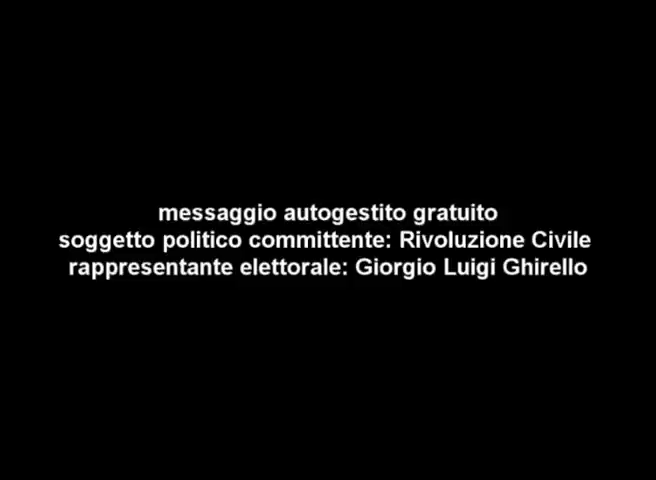 messaggio autogestito gratuito
soggetto politico committente: Rivoluzione Civile
rappresentante elettorale: Giorgio Luigi Ghirello